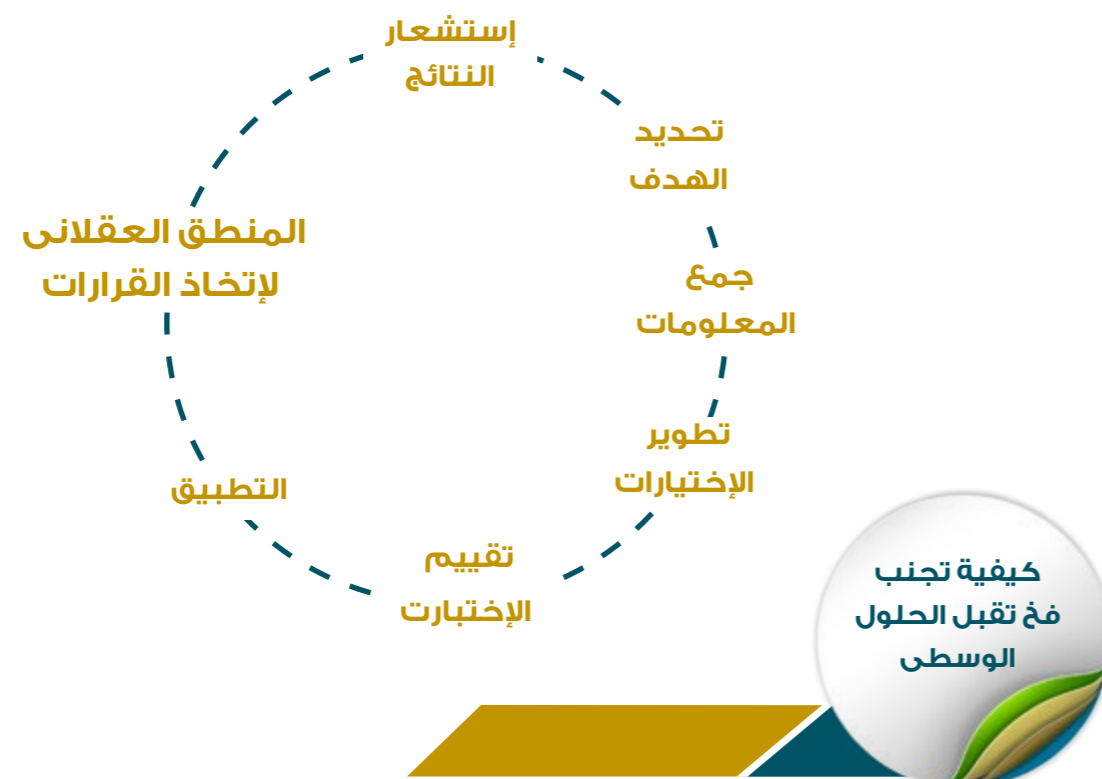 إستشعار
النتائج
تحديد
الهدف
جمع
المعلومات
تطوير
الإختيارات
تقييم
الإختبارت
التطبيق
المنطق العقلانى
لإتخاذ القرارات
كيفية تجنب
فخ تقبل الحلول
الوسطى